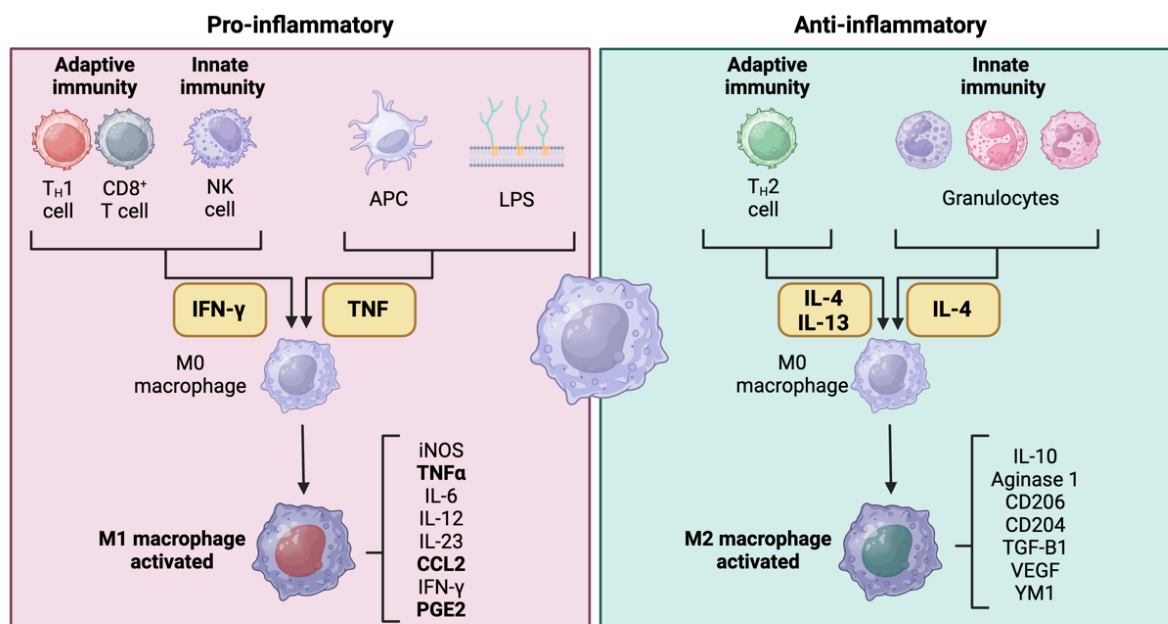 Pro-inflammatory
Adaptive
immunity
Innate
immunity
T_H1
cell
CD8⁺
T cell
NK
cell
APC
LPS
IFN-γ
TNF
M0
macrophage
M1 macrophage
activated
iNOS
TNFα
IL-6
IL-12
IL-23
CCL2
IFN-γ
PGE2
Anti-inflammatory
Adaptive
immunity
Innate
immunity
T_H2
cell
Granulocytes
IL-4
IL-13
IL-4
M0
macrophage
M2 macrophage
activated
IL-10
Aginase 1
CD206
CD204
TGF-B1
VEGF
YM1